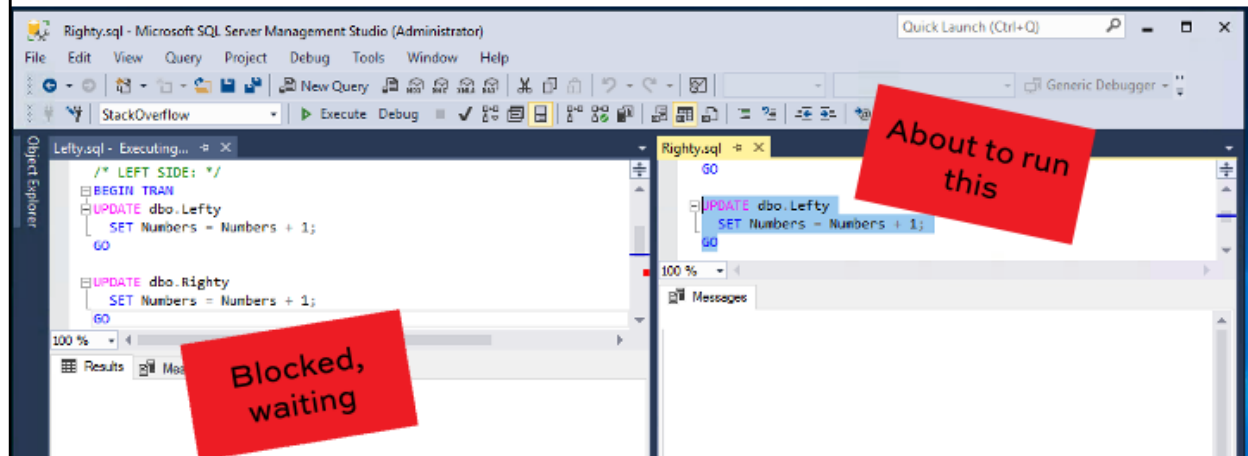 Righty.sql - Microsoft SQL Server Management Studio (Administrator)
Quick Launch (Ctrl+Q)
File Edit View Query Project Debug Tools Window Help
New Query
Generic Debugger
StackOverflow
Execute Debug
Object Explorer
Lefty.sql - Executing...
/* LEFT SIDE: */
BEGIN TRAN
UPDATE dbo.Lefty
SET Numbers = Numbers + 1;
GO
UPDATE dbo.Righty
SET Numbers = Numbers + 1;
GO
100 %
Results
Blocked,
waiting
Righty.sql
GO
UPDATE dbo.Lefty
SET Numbers = Numbers + 1;
GO
100 %
Messages
About to run
this